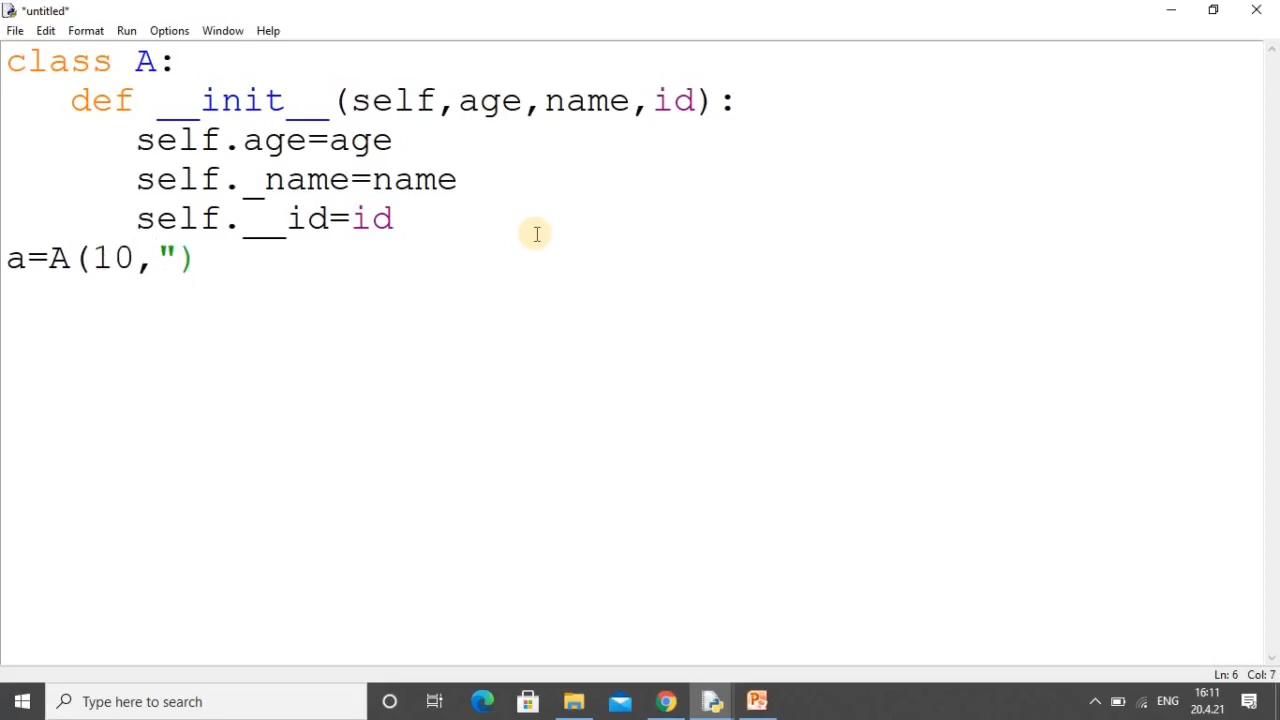 *untitled*
File Edit Format Run Options Window Help
class A:
    def __init__(self,age,name,id):
        self.age=age
        self._name=name
        self.__id=id
a=A(10,")
Ln: 6 Col: 7
Type here to search
ENG
16:11
20.4.21